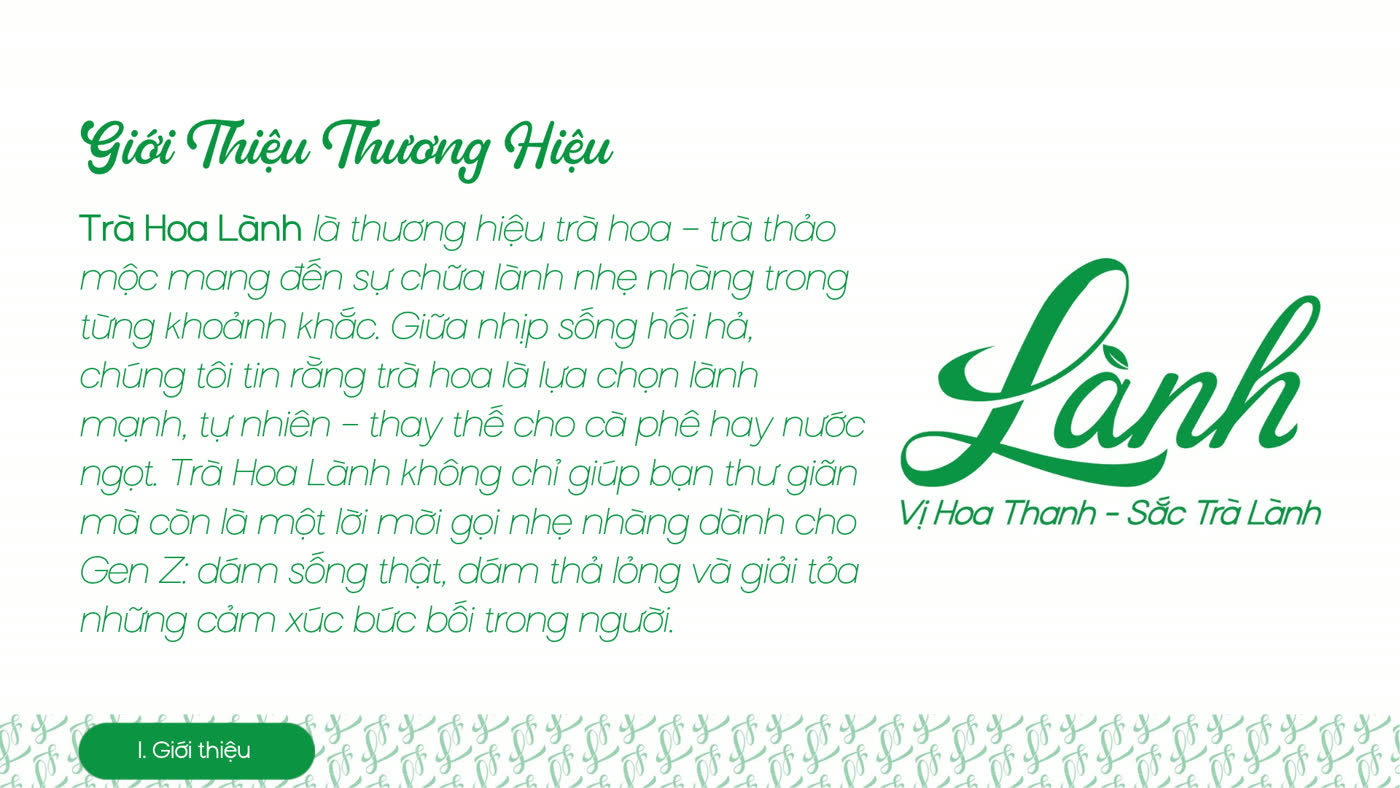 Giới Thiệu Thương Hiệu
Trà Hoa Lành là thương hiệu trà hoa – trà thảo
mộc mang đến sự chữa lành nhẹ nhàng trong
từng khoảnh khắc. Giữa nhịp sống hối hả,
chúng tôi tin rằng trà hoa là lựa chọn lành
mạnh, tự nhiên – thay thế cho cà phê hay nước
ngọt. Trà Hoa Lành không chỉ giúp bạn thư giãn
mà còn là một lời mời gọi nhẹ nhàng dành cho
Gen Z: dám sống thật, dám thả lỏng và giải tỏa
những cảm xúc bức bối trong người.
Lành
Vị Hoa Thanh - Sắc Trà Lành
I. Giới thiệu